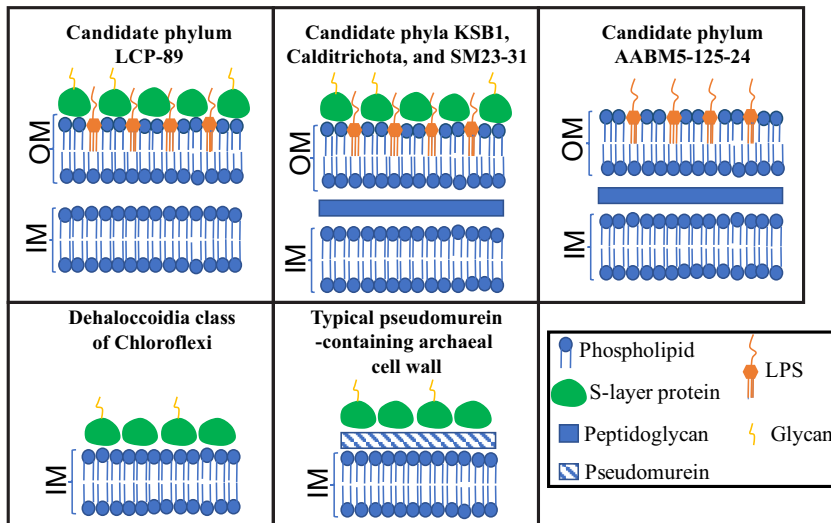 Candidate phylum
LCP-89
OM
IM
Candidate phyla KSB1,
Calditrichota, and SM23-31
OM
IM
Candidate phylum
AABM5-125-24
OM
IM
Dehaloccoidia class
of Chloroflexi
IM
Typical pseudomurein
-containing archaeal
cell wall
IM
Phospholipid
LPS
S-layer protein
Peptidoglycan
Glycan
Pseudomurein